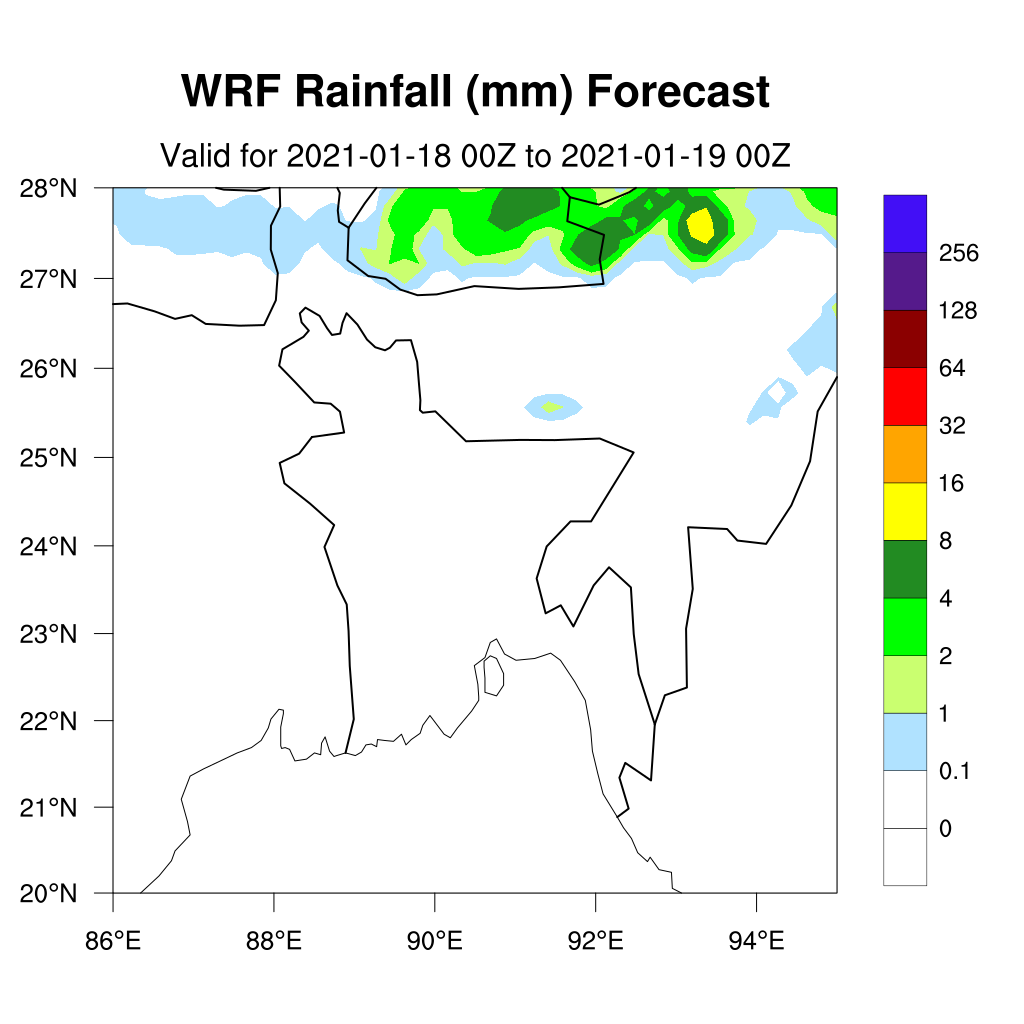 WRF Rainfall (mm) Forecast
Valid for 2021-01-18 00Z to 2021-01-19 00Z
28°N
27°N
26°N
25°N
24°N
23°N
22°N
21°N
20°N
86°E 88°E 90°E 92°E 94°E
256
128
64
32
16
8
4
2
1
0.1
0